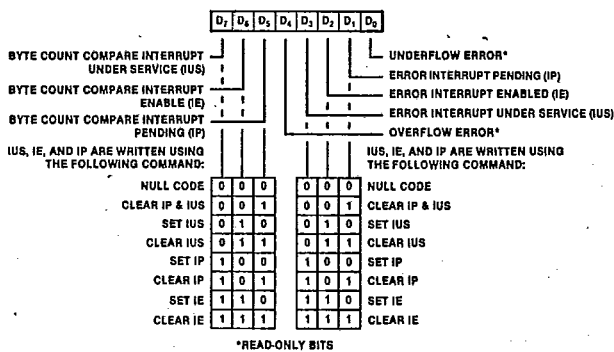 D7 D6 D5 D4 D3 D2 D1 D0
BYTE COUNT COMPARE INTERRUPT
UNDER SERVICE (IUS)
BYTE COUNT COMPARE INTERRUPT
ENABLE (IE)
BYTE COUNT COMPARE INTERRUPT
PENDING (IP)
UNDERFLOW ERROR*
ERROR INTERRUPT PENDING (IP)
ERROR INTERRUPT ENABLED (IE)
ERROR INTERRUPT UNDER SERVICE (IUS)
OVERFLOW ERROR*
IUS, IE, AND IP ARE WRITTEN USING
THE FOLLOWING COMMAND:
IUS, IE, AND IP ARE WRITTEN USING
THE FOLLOWING COMMAND:
NULL CODE 0 0 0 0 0 0 NULL CODE
CLEAR IP & IUS 0 0 1 0 0 1 CLEAR IP & IUS
SET IUS 0 1 0 0 1 0 SET IUS
CLEAR IUS 0 1 1 0 1 1 CLEAR IUS
SET IP 1 0 0 1 0 0 SET IP
CLEAR IP 1 0 1 1 0 1 CLEAR IP
SET IE 1 1 0 1 1 0 SET IE
CLEAR IE 1 1 1 1 1 1 CLEAR IE
*READ-ONLY BITS